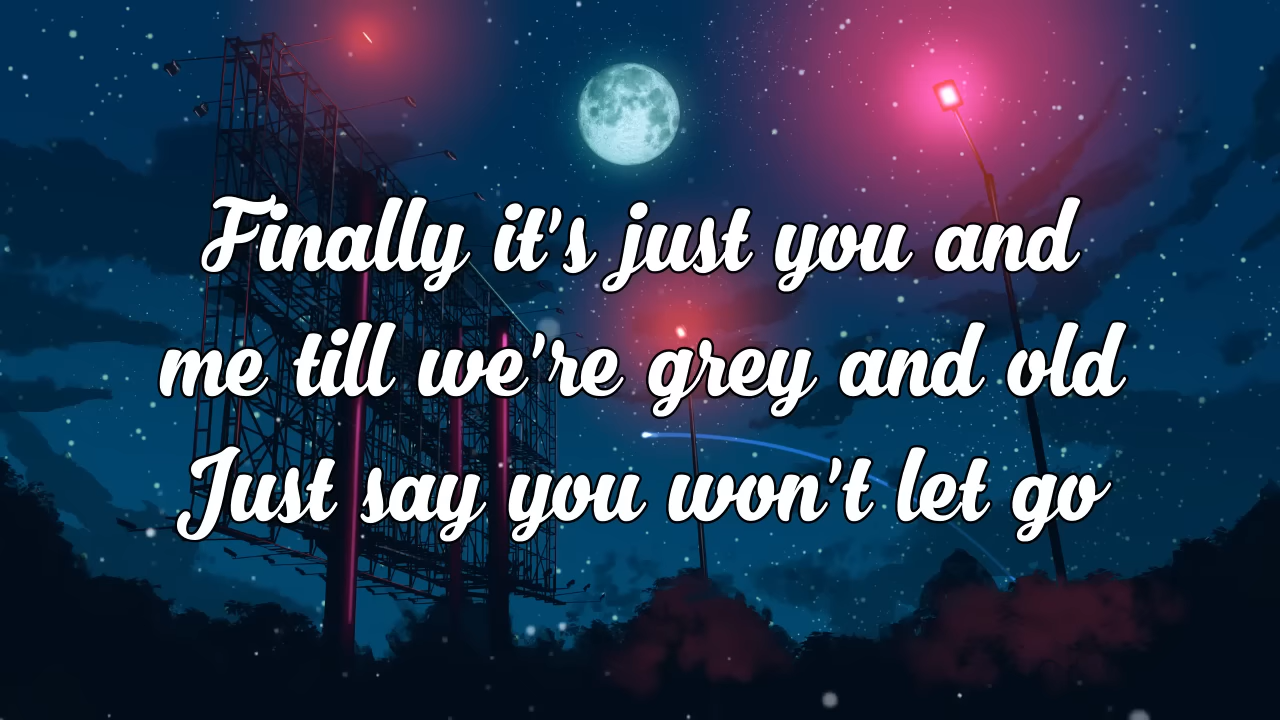 Finally it's just you and
me till we're grey and old
Just say you won't let go